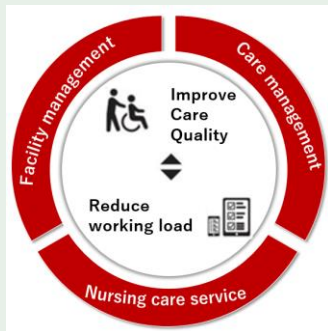 Facility management
Care management
Improve
Care
Quality
Reduce
working load
Nursing care service